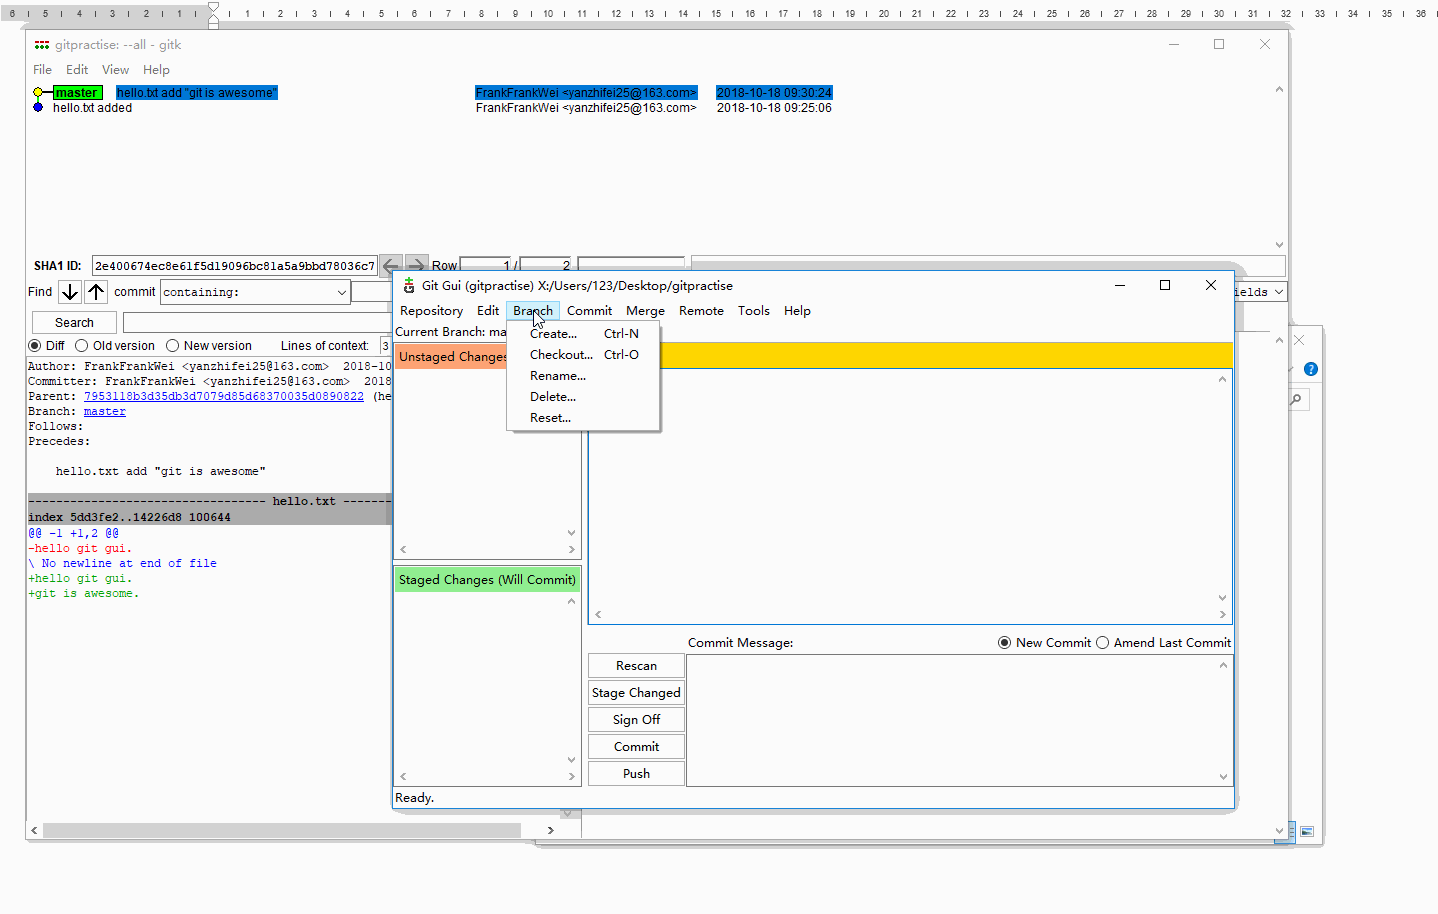 6 5 4 3 2 1 1 2 3 4 5 6 7 8 9 10 11 12 13 14 15 16 17 18 19 20 21 22 23 24 25 26 27 28 29 30 31 32 33 34 35 36
gitpractise: --all - gitk
File Edit View Help
master hello.txt add "git is awesome" FrankFrankWei <yanzhifei25@163.com> 2018-10-18 09:30:24
hello.txt added FrankFrankWei <yanzhifei25@163.com> 2018-10-18 09:25:06
SHA1 ID: 2e400674ec8e61f5d19096bc81a5a9bbd78036c7 Row 1 / 2
Find commit containing: ields
Search
Diff Old version New version Lines of context: 3
Author: FrankFrankWei <yanzhifei25@163.com> 2018-10
Committer: FrankFrankWei <yanzhifei25@163.com> 2018
Parent: 7953118b3d35db3d7079d85d68370035d0890822 (he
Branch: master
Follows:
Precedes:
hello.txt add "git is awesome"
---------------------------------- hello.txt -------
index 5dd3fe2..14226d8 100644
@@ -1 +1,2 @@
-hello git gui.
\ No newline at end of file
+hello git gui.
+git is awesome.
Git Gui (gitpractise) X:/Users/123/Desktop/gitpractise
Repository Edit Branch Commit Merge Remote Tools Help
Current Branch: ma
Unstaged Changes
Create... Ctrl-N
Checkout... Ctrl-O
Rename...
Delete...
Reset...
Staged Changes (Will Commit)
Commit Message: New Commit Amend Last Commit
Rescan
Stage Changed
Sign Off
Commit
Push
Ready.